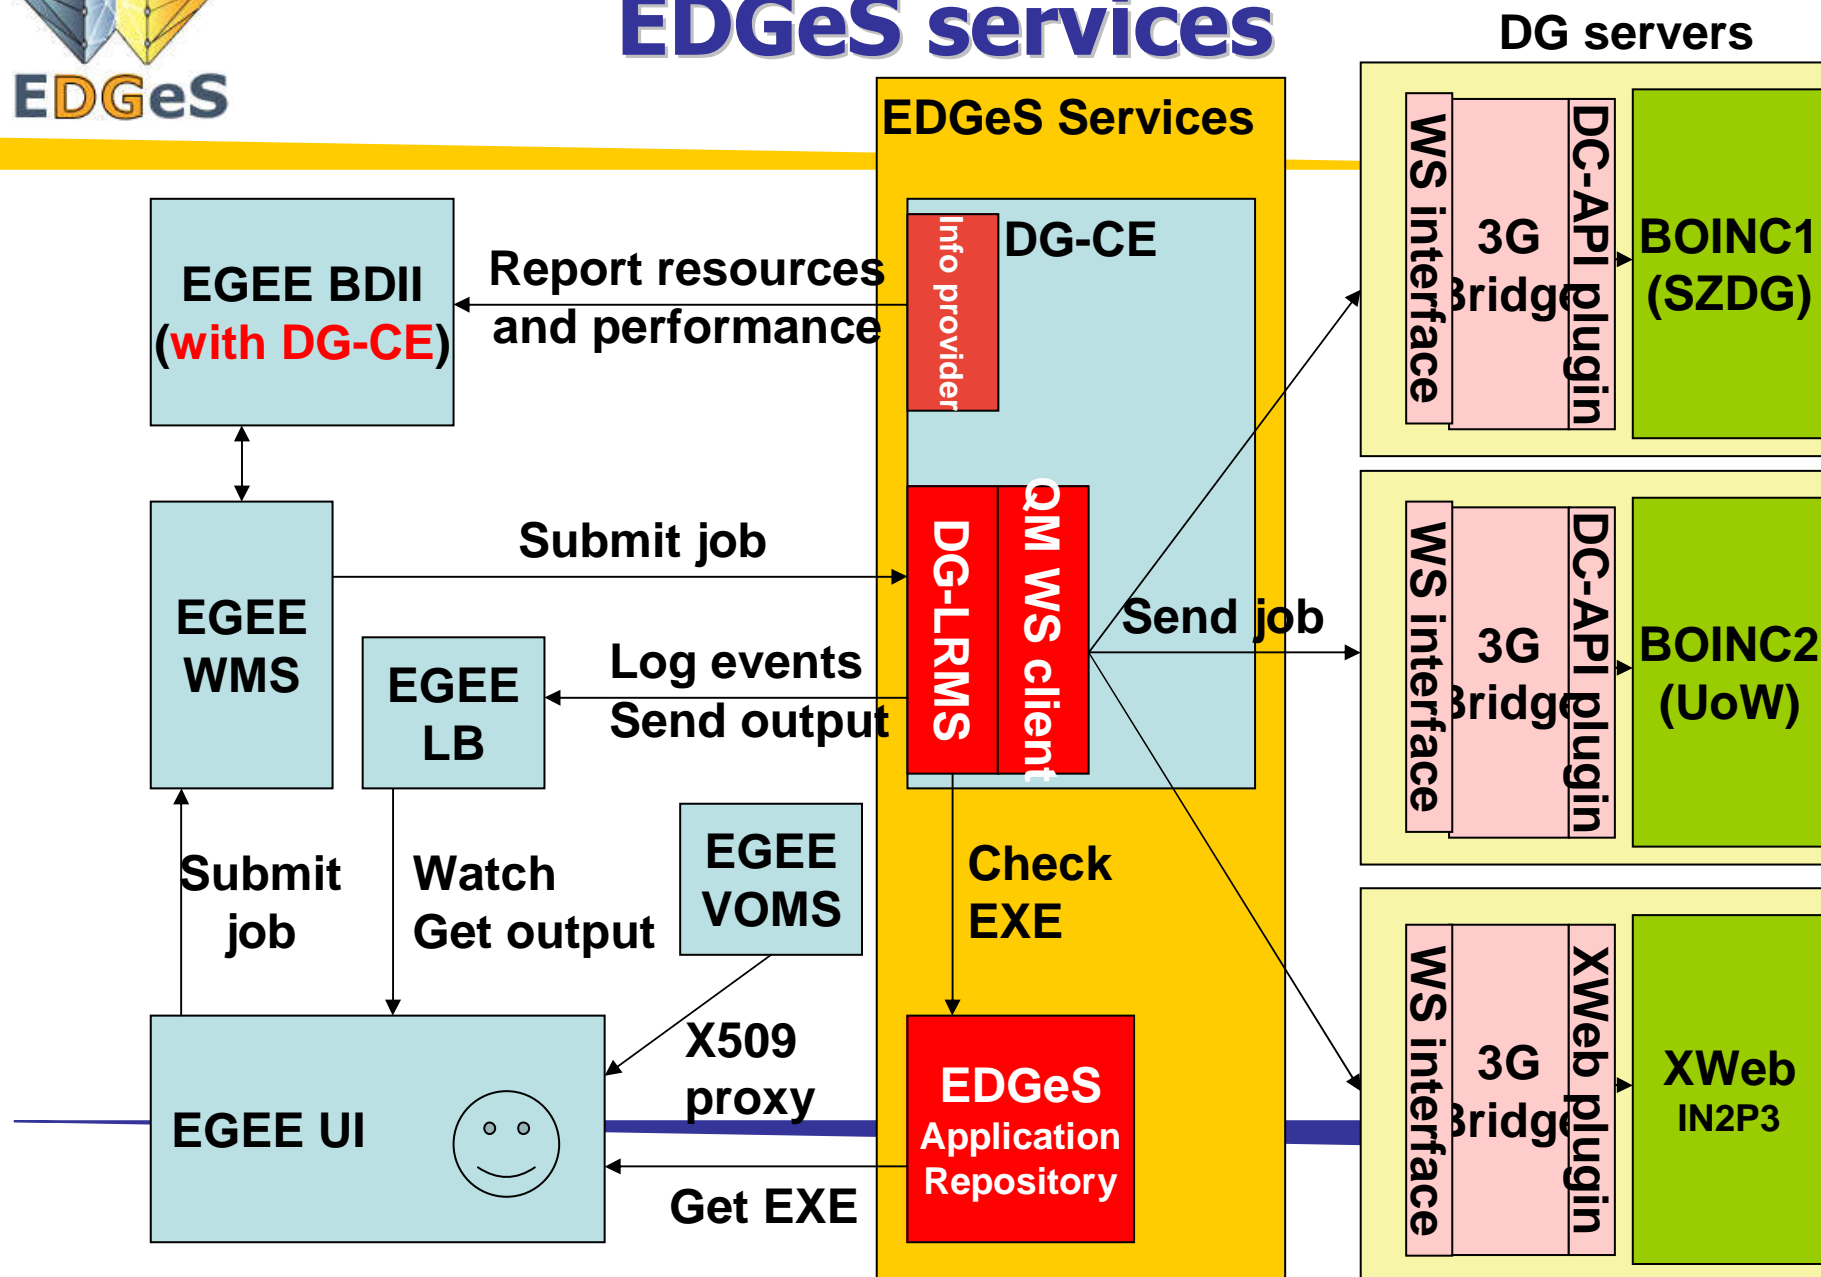 EDGeS services
DG servers
EDGeS
EDGeS Services
EGEE BDII
(with DG-CE)
Report resources
and performance
Info provider
DG-CE
WS interface
3G
Bridge
DC-API plugin
BOINC1
(SZDG)
EGEE
WMS
Submit job
DG-LRMS
QM WS client
Send job
WS interface
3G
Bridge
DC-API plugin
BOINC2
(UoW)
EGEE
LB
Log events
Send output
Submit
job
Watch
Get output
EGEE
VOMS
Check
EXE
X509
proxy
EGEE UI
Get EXE
EDGeS
Application
Repository
WS interface
3G
Bridge
XWeb plugin
XWeb
IN2P3